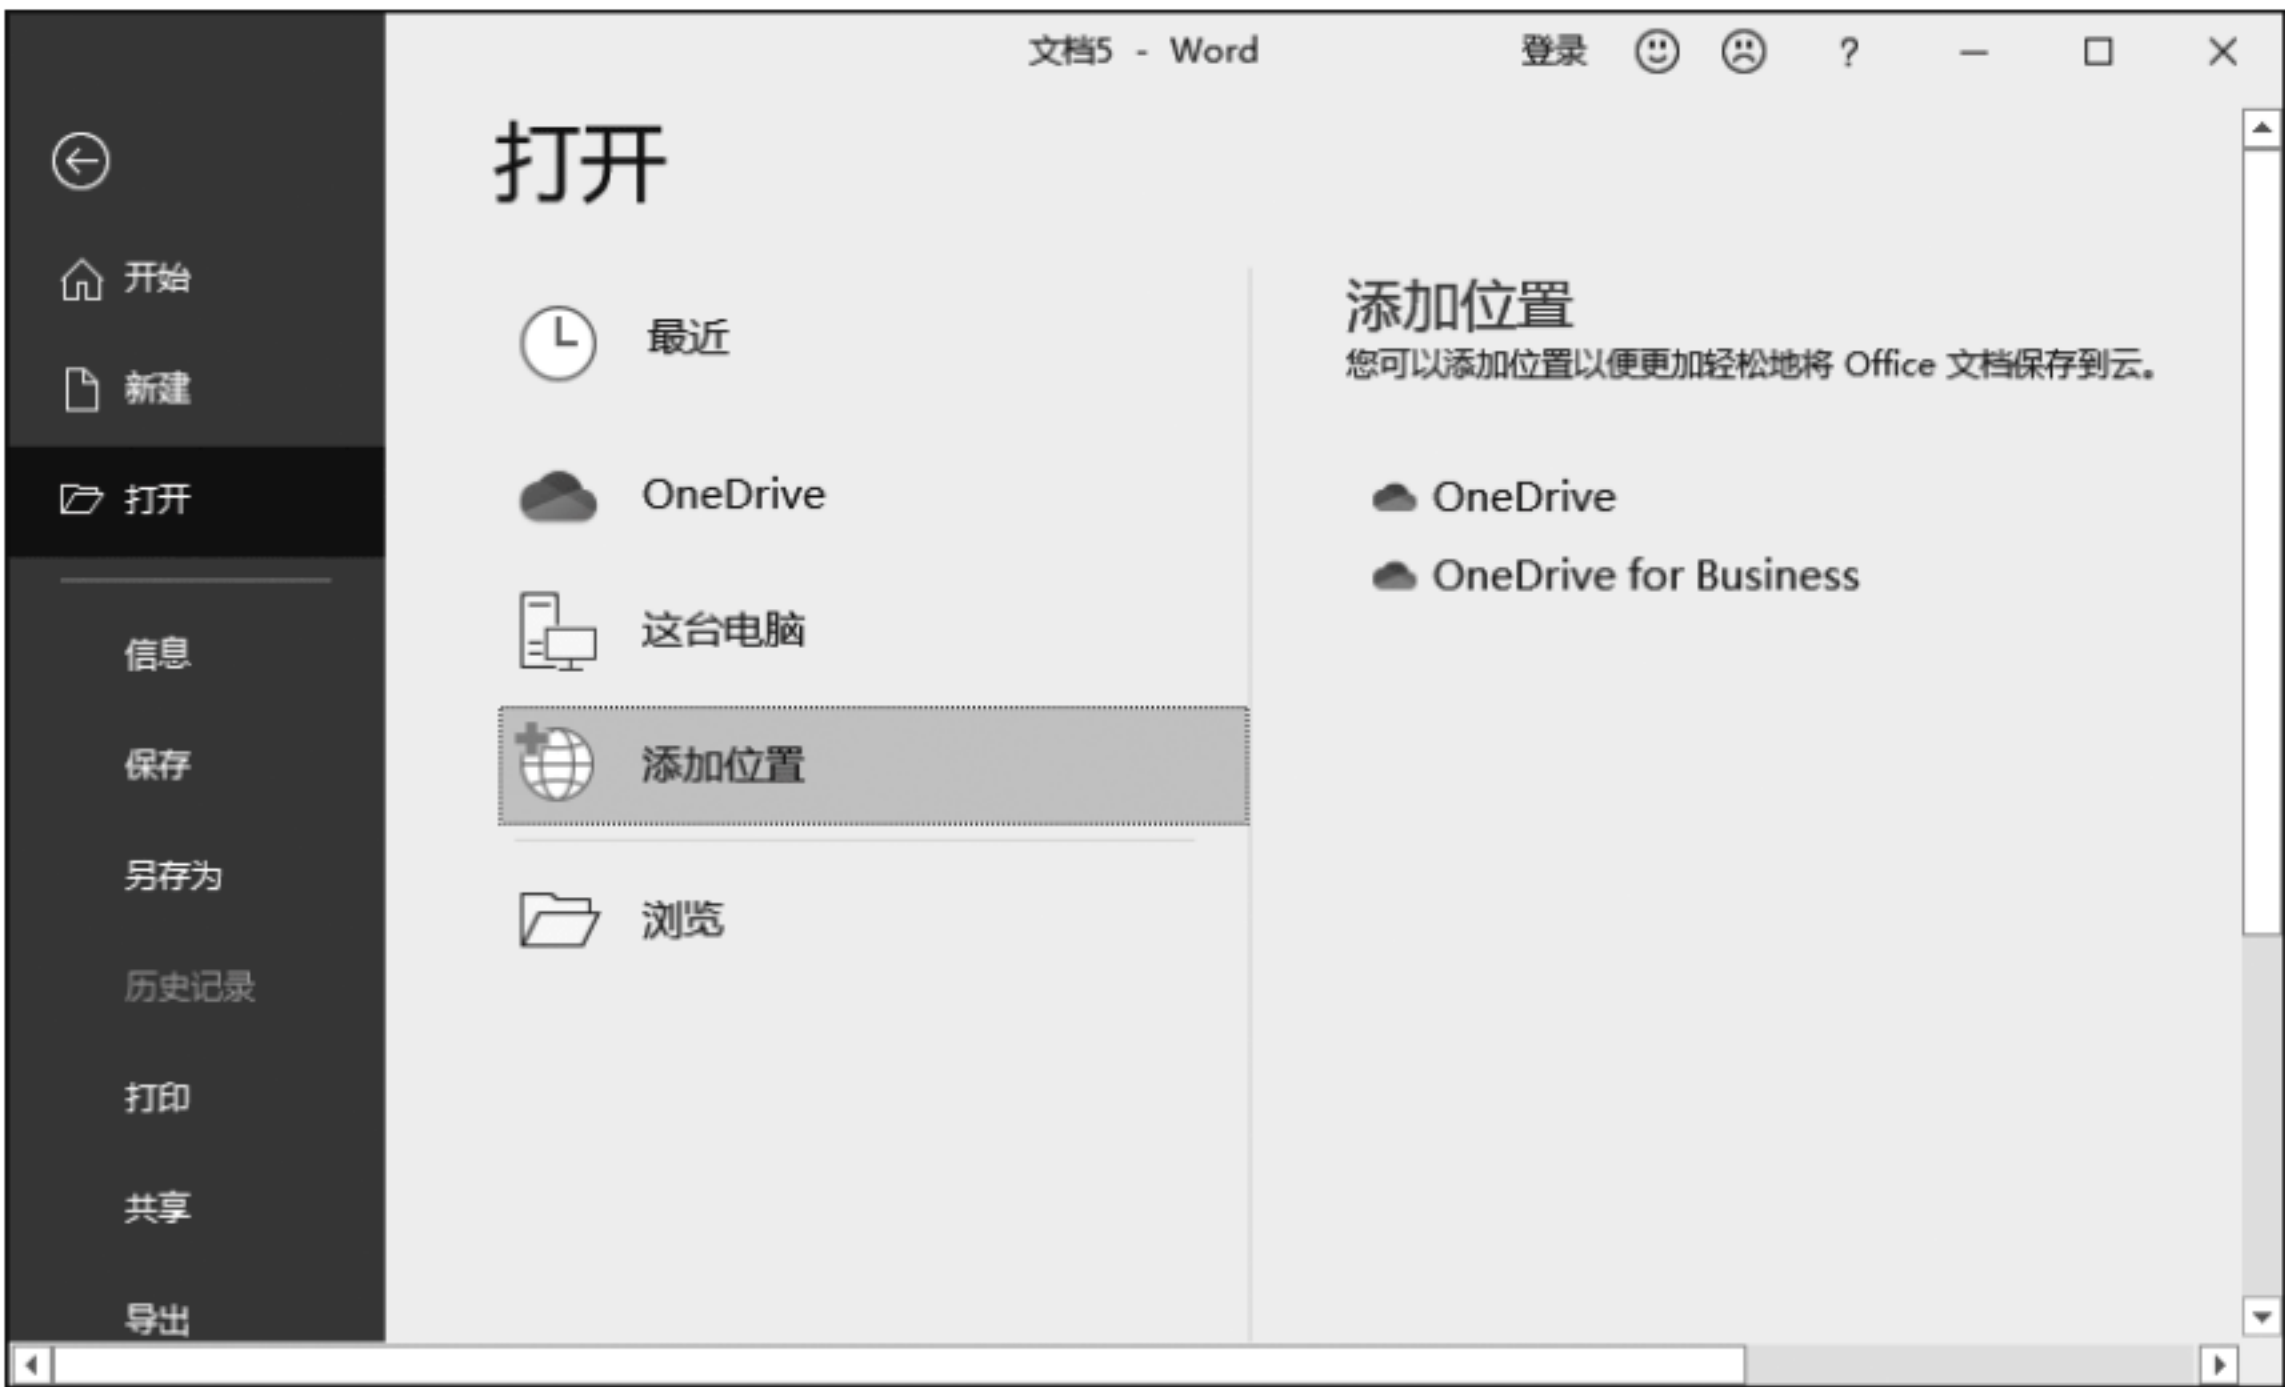 文档5 - Word
登录
?
打开
开始
新建
打开
信息
保存
另存为
历史记录
打印
共享
导出
最近
OneDrive
这台电脑
添加位置
浏览
添加位置
您可以添加位置以便更加轻松地将 Office 文档保存到云。
OneDrive
OneDrive for Business